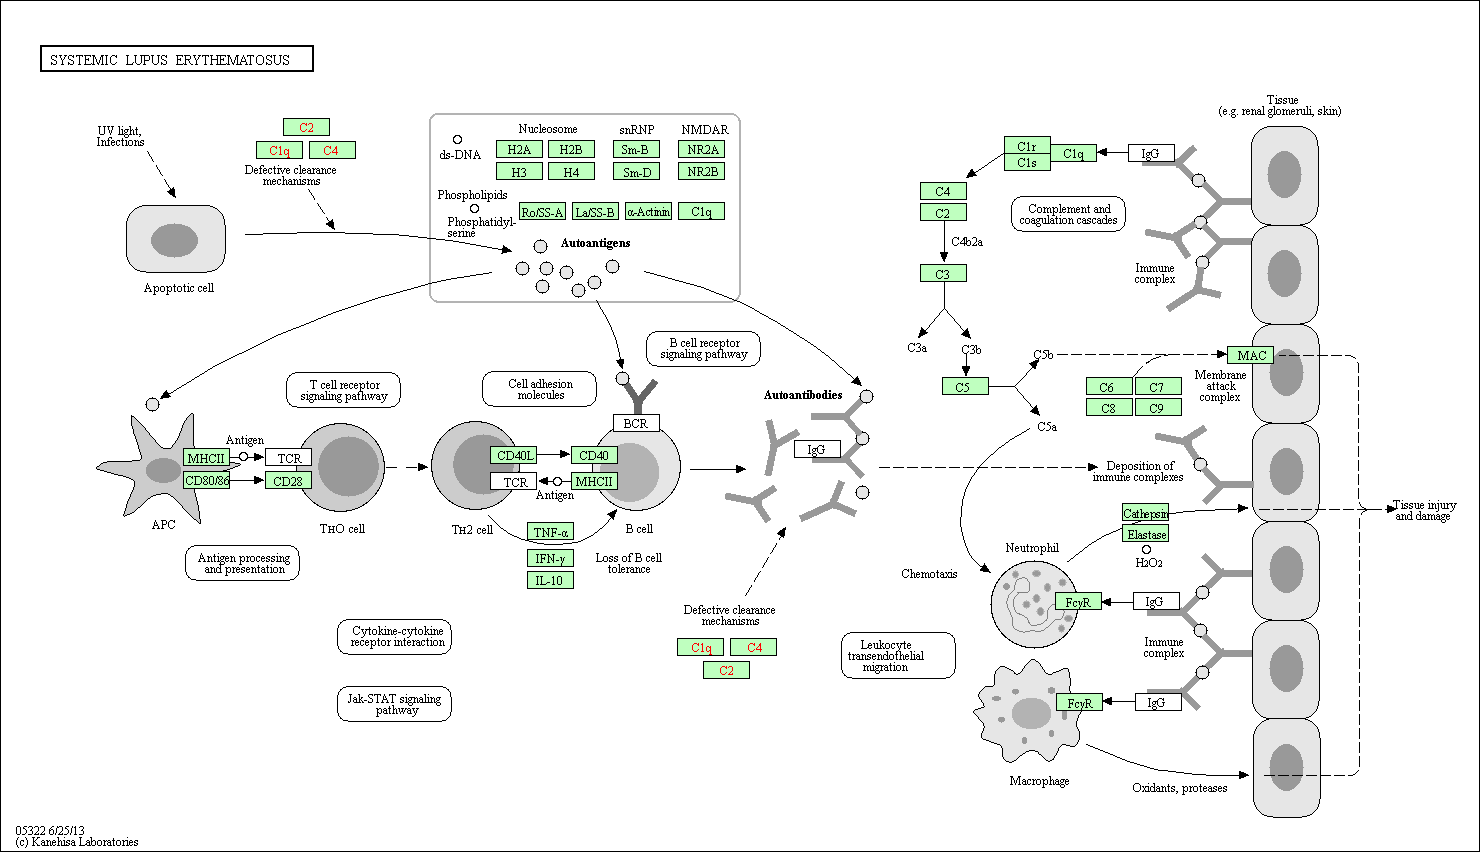 SYSTEMIC LUPUS ERYTHEMATOSUS
UV light,
Infections
C2
C1q
C4
Defective clearance
mechanisms
Apoptotic cell
ds-DNA
Nucleosome
snRNP
NMDAR
H2A
H2B
Sm-B
NR2A
H3
H4
Sm-D
NR2B
Phospholipids
Phosphatidyl-
serine
Ro/SS-A
La/SS-B
α-Actinin
C1q
Autoantigens
B cell receptor
signaling pathway
T cell receptor
signaling pathway
Cell adhesion
molecules
APC
MHCII
Antigen
TCR
CD80/86
CD28
TH0 cell
Antigen processing
and presentation
TH2 cell
CD40L
CD40
TCR
Antigen
MHCII
BCR
B cell
TNF-α
IFN-γ
IL-10
Loss of B cell
tolerance
Cytokine-cytokine
receptor interaction
Jak-STAT signaling
pathway
Autoantibodies
IgG
Defective clearance
mechanisms
C1q
C4
C2
Leukocyte
transendothelial
migration
Tissue
(e.g. renal glomeruli, skin)
C1r
C1s
C1q
IgG
C4
C2
C4b2a
Complement and
coagulation cascades
Immune
complex
C3
C3a
C3b
C5
C5b
C5a
C6
C7
C8
C9
MAC
Membrane
attack
complex
Deposition of
immune complexes
Tissue injury
and damage
Cathepsin
Elastase
H2O2
Chemotaxis
Neutrophil
FcγR
IgG
Immune
complex
FcγR
IgG
Macrophage
Oxidants, proteases
05322 6/25/13
(c) Kanehisa Laboratories